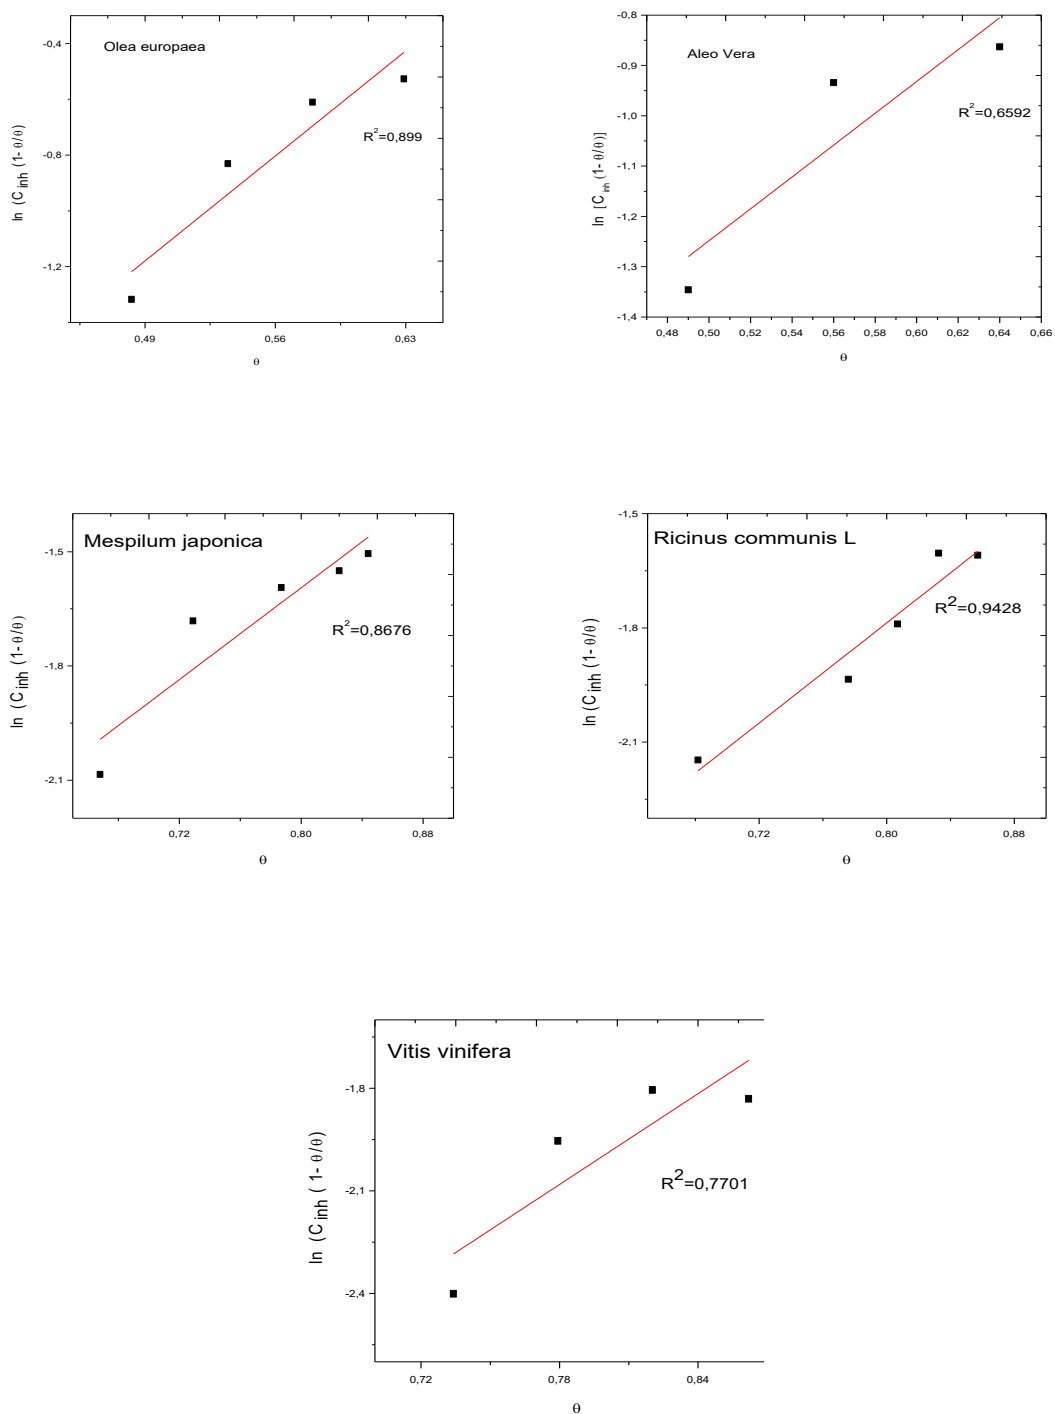 Olea europaea
-0,4
-0,8
-1,2
R2=0,899
ln (C inh (1- θ/θ)
0,49 0,56 0,63
θ
Aleo Vera
-0,8
-0,9
-1,0
-1,1
-1,2
-1,3
-1,4
R2=0,6592
ln [C inh (1- θ/θ)]
0,48 0,50 0,52 0,54 0,56 0,58 0,60 0,62 0,64 0,66
θ
Mespilum japonica
-1,5
-1,8
-2,1
R2=0,8676
ln (C inh (1- θ/θ)
0,72 0,80 0,88
θ
Ricinus communis L
-1,5
-1,8
-2,1
R2=0,9428
ln (C inh (1- θ/θ)
0,72 0,80 0,88
θ
Vitis vinifera
-1,8
-2,1
-2,4
R2=0,7701
ln (C inh ( 1- θ/θ)
0,72 0,78 0,84
θ